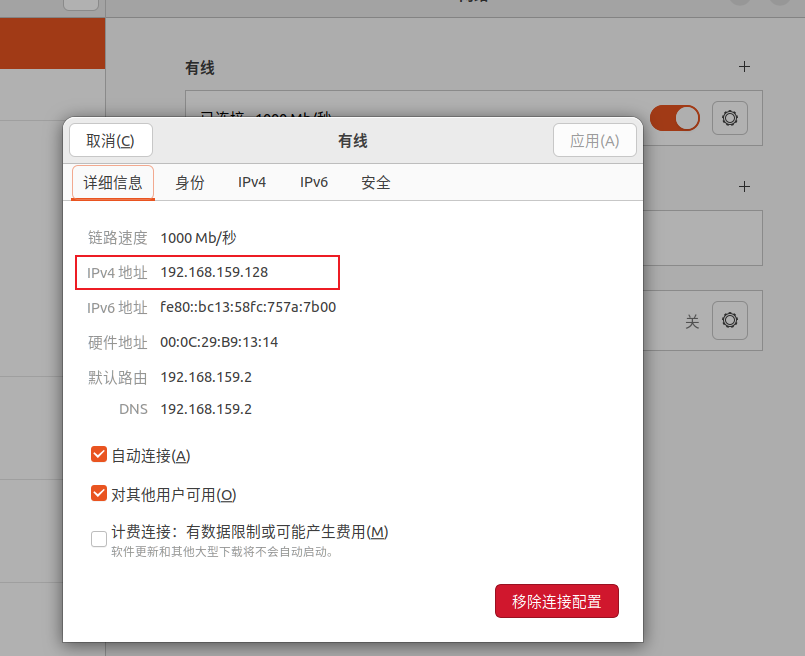 有线
取消(C)
有线
应用(A)
详细信息 身份 IPv4 IPv6 安全
链路速度 1000 Mb/秒
IPv4 地址 192.168.159.128
IPv6 地址 fe80::bc13:58fc:757a:7b00
关
硬件地址 00:0C:29:B9:13:14
默认路由 192.168.159.2
DNS 192.168.159.2
自动连接(A)
对其他用户可用(O)
计费连接：有数据限制或可能产生费用(M)
软件更新和其他大型下载将不会自动启动。
移除连接配置